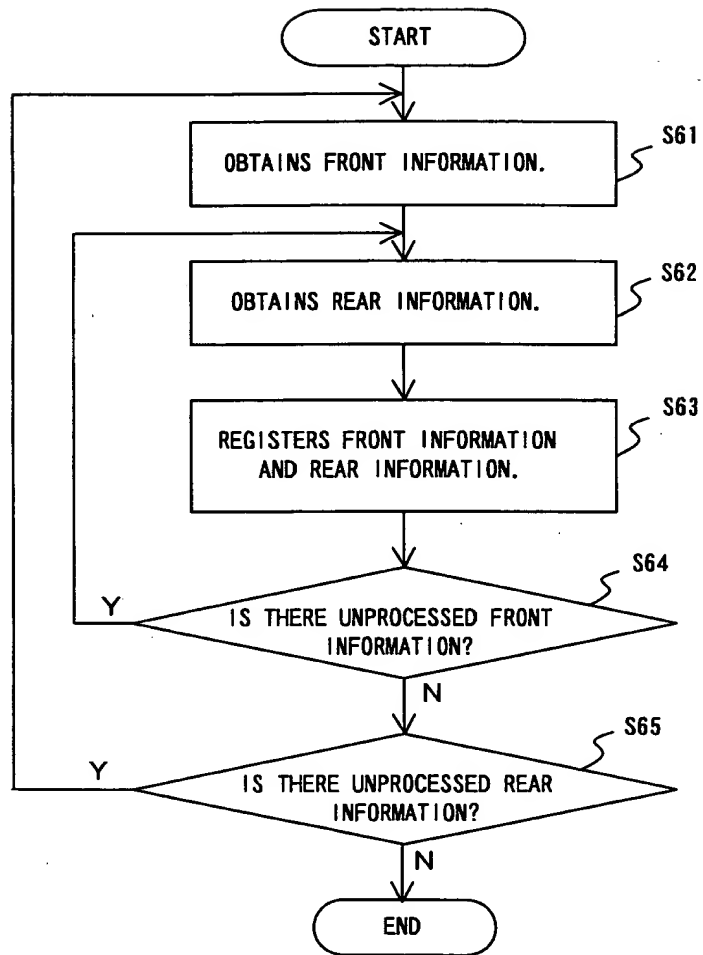 START
S61
OBTAINS FRONT INFORMATION.
S62
OBTAINS REAR INFORMATION.
S63
REGISTERS FRONT INFORMATION
AND REAR INFORMATION.
S64
Y
IS THERE UNPROCESSED FRONT
INFORMATION?
N
S65
Y
IS THERE UNPROCESSED REAR
INFORMATION?
N
END